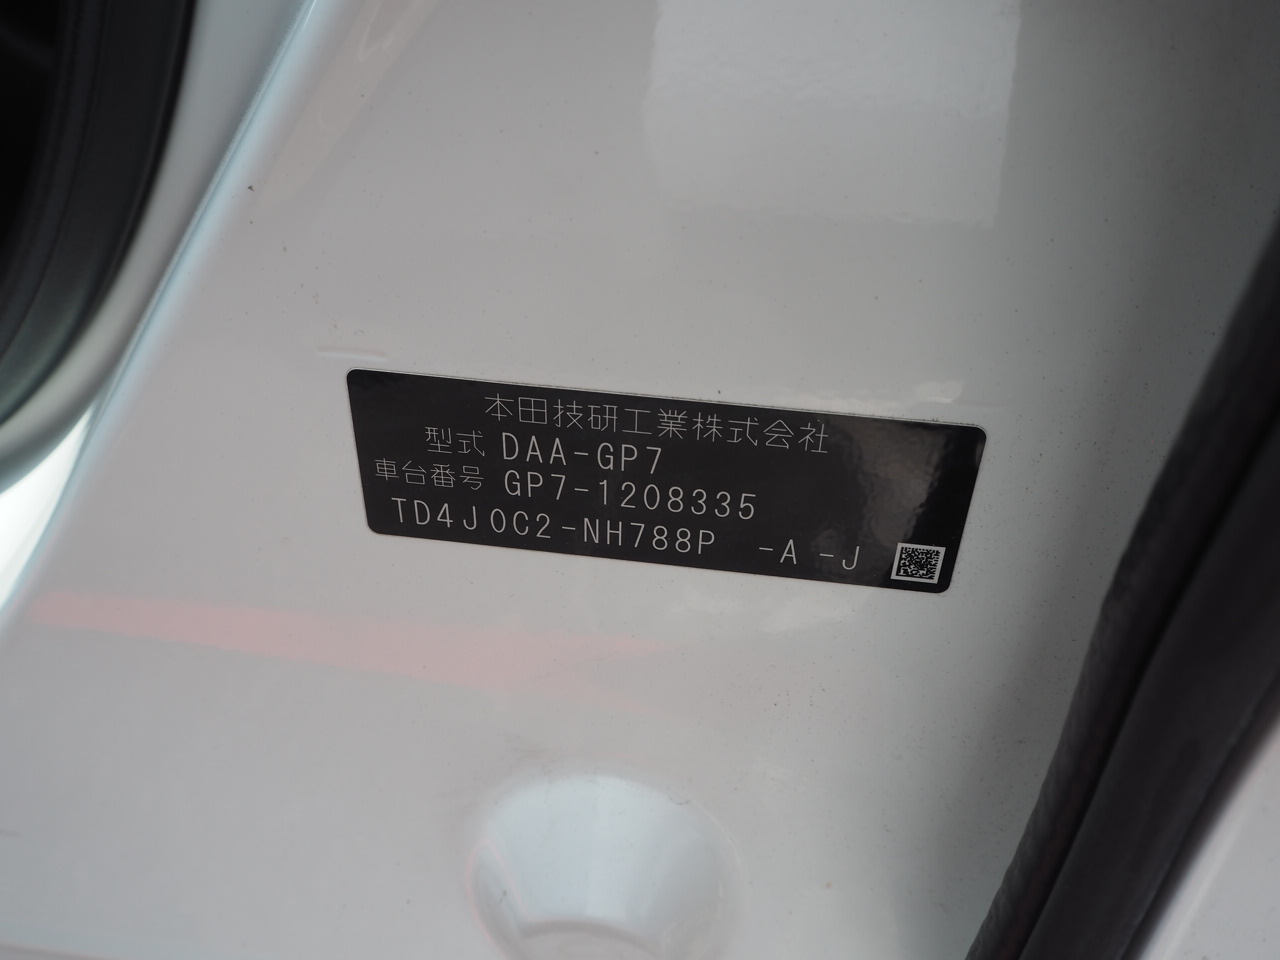 本田技研工業株式会社
型式 DAA-GP7
車台番号 GP7-1208335
TD4J0C2-NH788P -A -J